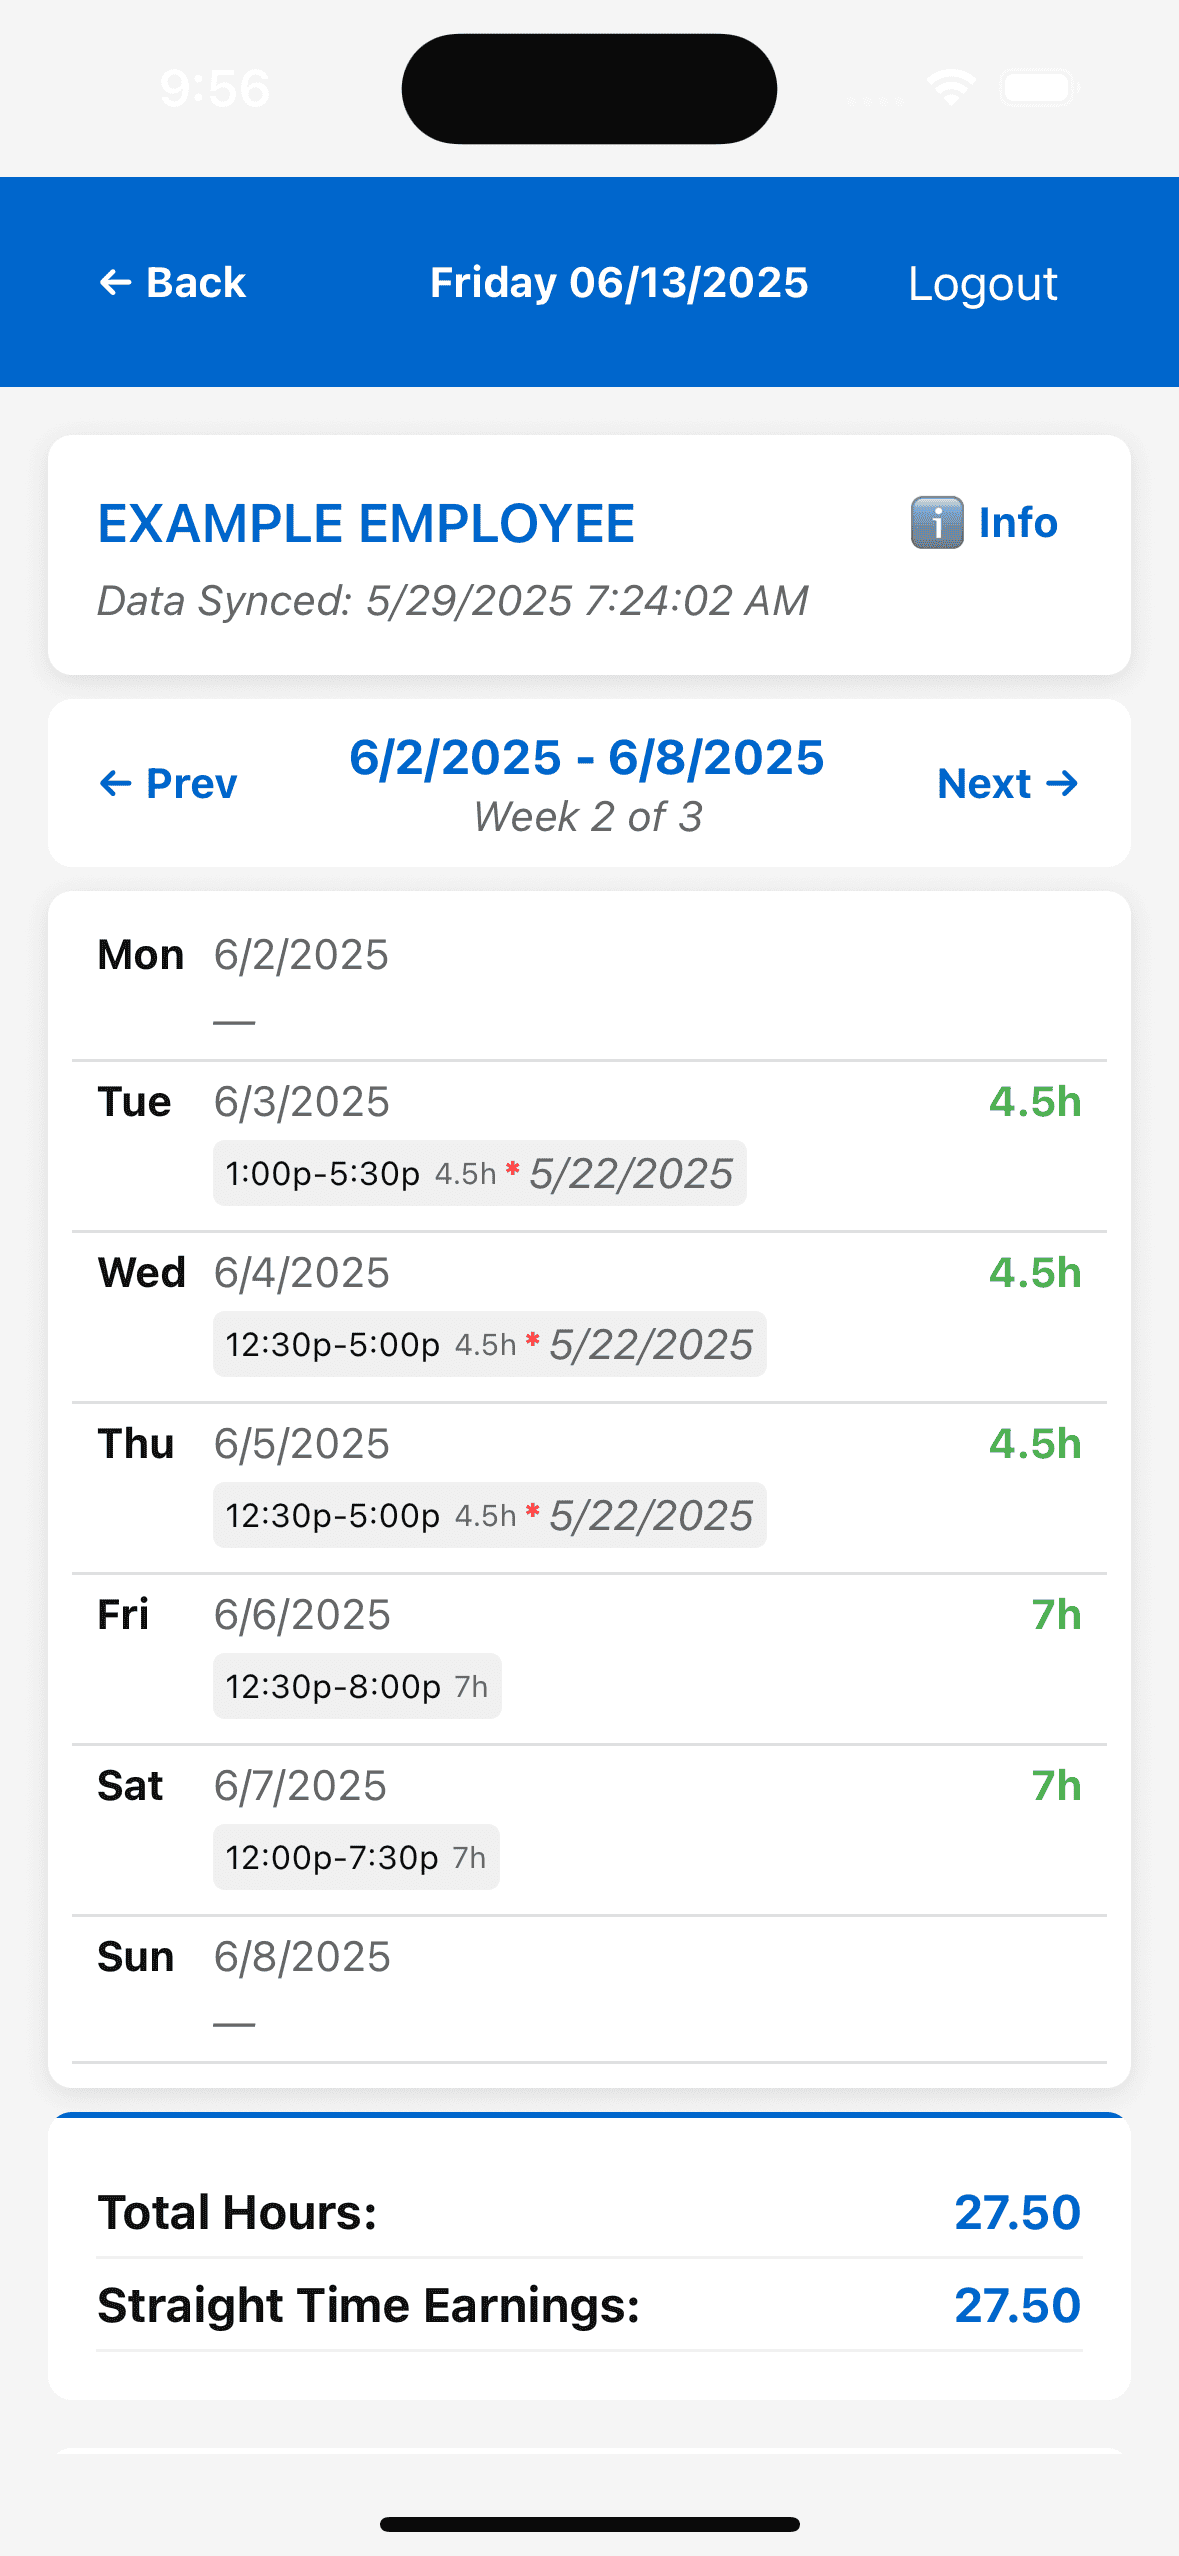 9:56
← Back Friday 06/13/2025 Logout
EXAMPLE EMPLOYEE ℹ️ Info
Data Synced: 5/29/2025 7:24:02 AM
← Prev 6/2/2025 - 6/8/2025 Next →
Week 2 of 3
Mon 6/2/2025
—
Tue 6/3/2025 4.5h
1:00p-5:30p 4.5h * 5/22/2025
Wed 6/4/2025 4.5h
12:30p-5:00p 4.5h * 5/22/2025
Thu 6/5/2025 4.5h
12:30p-5:00p 4.5h * 5/22/2025
Fri 6/6/2025 7h
12:30p-8:00p 7h
Sat 6/7/2025 7h
12:00p-7:30p 7h
Sun 6/8/2025
—
Total Hours: 27.50
Straight Time Earnings: 27.50